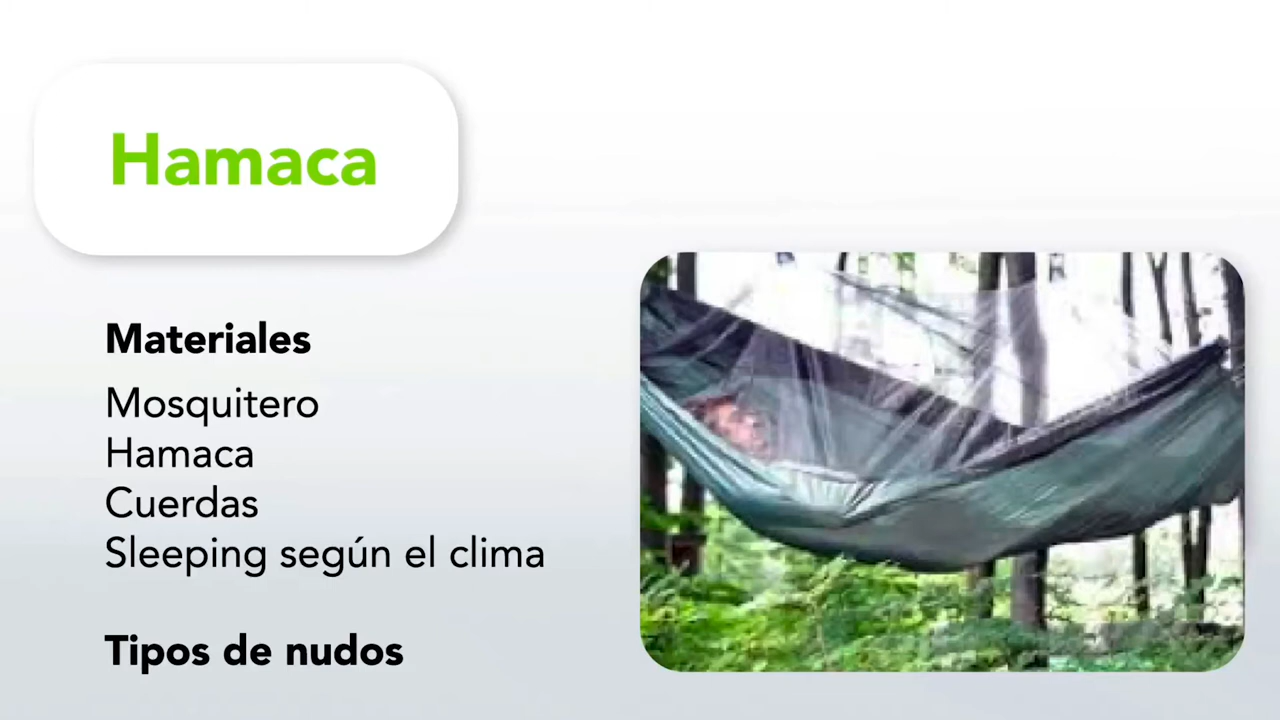 Hamaca
Materiales
Mosquitero
Hamaca
Cuerdas
Sleeping según el clima
Tipos de nudos